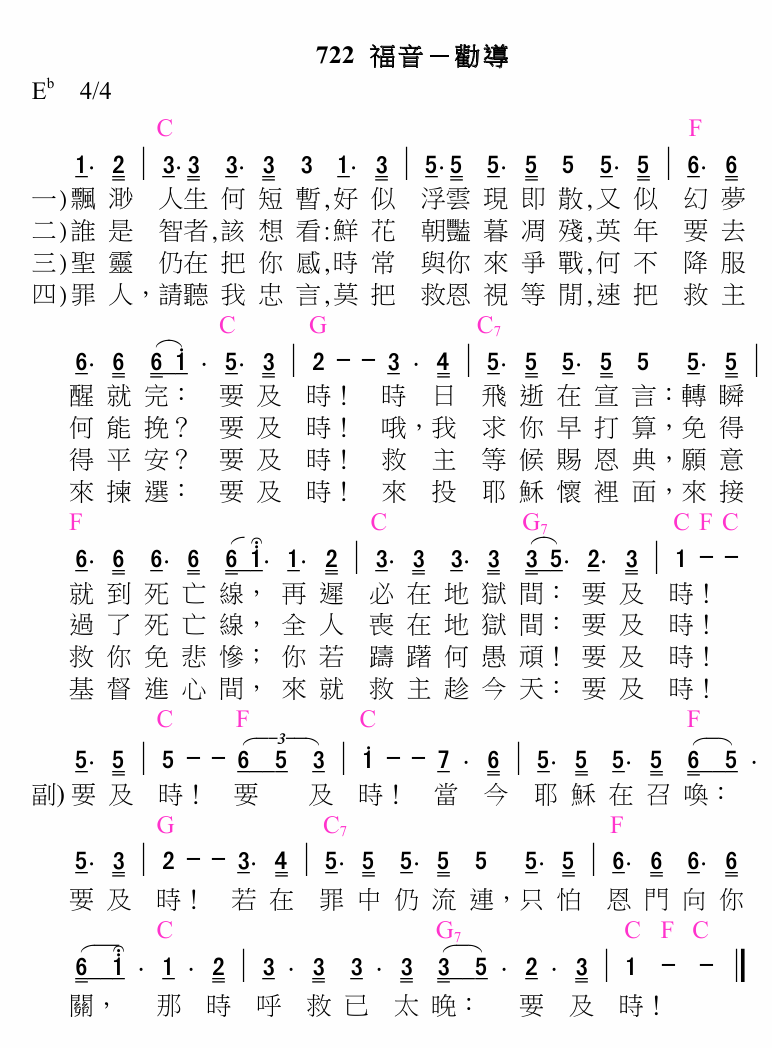 722 福音－勸導
E♭ 4/4
C F
1· 2 | 3·3 3· 3 3 1· 3 | 5·5 5· 5 5 5· 5 | 6· 6
一)飄渺 人生何短暫,好似 浮雲現即散,又似 幻夢
二)誰是 智者,該想看:鮮花 朝豔暮凋殘,英年 要去
三)聖靈 仍在把你感,時常 與你來爭戰,何不 降服
四)罪人，請聽我忠言,莫把 救恩視等閒,速把 救主
C G C7
6· 6 6 i · 5· 3 | 2 － － 3 · 4 | 5· 5 5· 5 5 5· 5 |
醒就完： 要及 時！ 時日 飛逝在宣言：轉瞬
何能挽？ 要及 時！ 哦，我 求你早打算，免得
得平安？ 要及 時！ 救主 等候賜恩典，願意
來揀選： 要及 時！ 來投 耶穌懷裡面，來接
F C G7 C F C
6· 6 6· 6 6 i· 1· 2 | 3· 3 3· 3 3 5· 2· 3 | 1 － －
就到死亡線， 再遲 必在地獄間： 要及 時！
過了死亡線， 全人 喪在地獄間： 要及 時！
救你免悲慘； 你若 躊躇何愚頑！ 要及 時！
基督進心間， 來就 救主趁今天： 要及 時！
C F C F
5· 5 | 5 － － 6 5 3 | i － － 7 · 6 | 5· 5 5· 5 6 5 ·
3
副)要及 時！ 要 及 時！ 當今 耶穌在召喚：
G C7 F
5· 3 | 2 － － 3· 4 | 5· 5 5· 5 5 5· 5 | 6· 6 6· 6
要及 時！ 若在 罪中仍流連，只怕 恩門向你
C G7 C F C
6 i · 1 · 2 | 3 · 3 3 · 3 3 5 · 2 · 3 | 1 － － ‖
關， 那時 呼救已太晚： 要及 時！